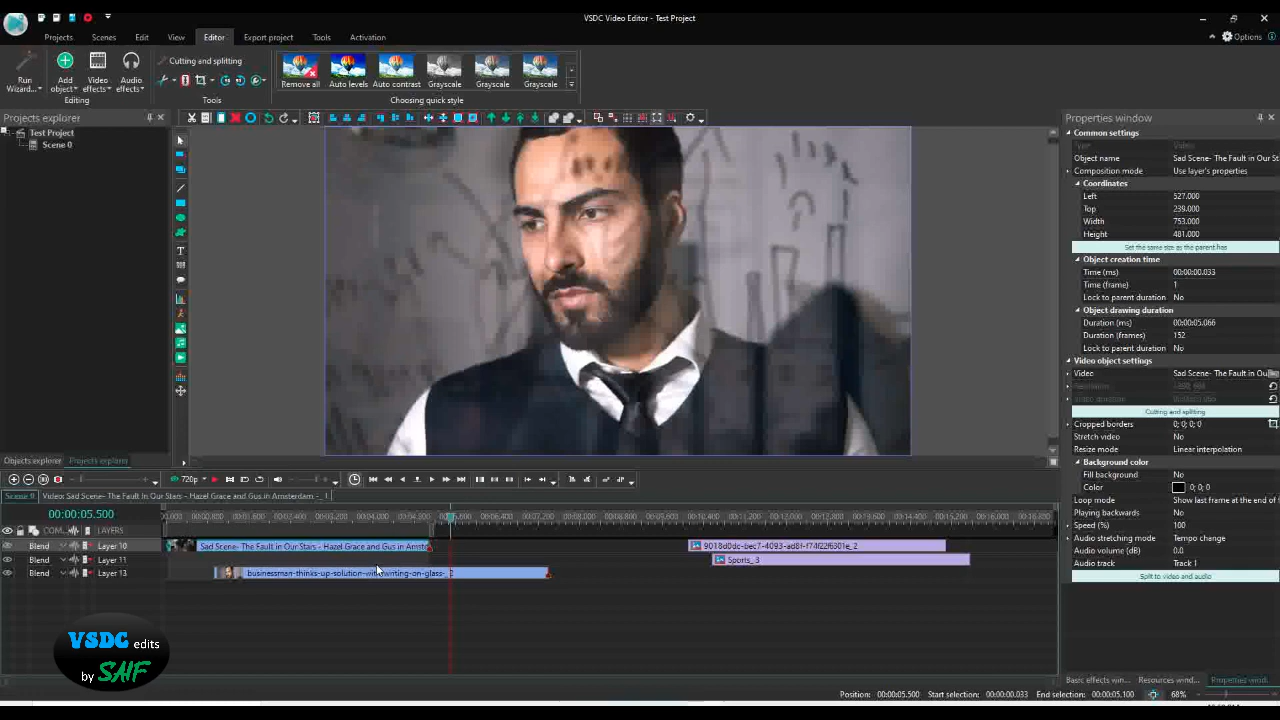 VSDC Video Editor - Test Project
Projects Scenes Edit View Editor Export project Tools Activation
Options
Run Wizard...
Add object
Video effects
Audio effects
Editing
Cutting and splitting
Tools
Remove all
Auto levels
Auto contrast
Grayscale
Grayscale
Grayscale
Choosing quick style
Projects explorer
Test Project
Scene 0
Objects explorer Projects explorer
Properties window
Common settings
Type Video
Object name Sad Scene- The Fault in Our St
Composition mode Use layer's properties
Coordinates
Left 527.000
Top 239.000
Width 753.000
Height 481.000
Set the same size as the parent has
Object creation time
Time (ms) 00:00:00.033
Time (frame) 1
Lock to parent duration No
Object drawing duration
Duration (ms) 00:00:05.066
Duration (frames) 152
Lock to parent duration No
Video object settings
Video Sad Scene- The Fault in Ou
Resolution
Cutting and splitting
Cropped borders 0; 0; 0; 0
Stretch video No
Resize mode Linear interpolation
Background color
Fill background No
Color 0; 0; 0
Loop mode Show last frame at the end of t
Playing backwards No
Speed (%) 100
Audio stretching mode Tempo change
Audio volume (dB) 0.0
Audio track Track 1
Split to video and audio
Basic effects win... Resources wind... Properties wind...
720p
Scene 0 Video: Sad Scene- The Fault In Our Stars - Hazel Grace and Gus in Amsterdam -_1
00:00:05.500
COM... LAYERS
Blend Layer 10
Sad Scene- The Fault in Our Stars - Hazel Grace and Gus in Amste
9018d0dc-bec7-4093-ad8f-f74f22f6301e_2
Blend Layer 11
Sports_3
Blend Layer 13
businessman-thinks-up-solution-with-writing-on-glass-_2
VSDC edits
by SAIF
Position: 00:00:05.500 Start selection: 00:00:00.033 End selection: 00:00:05.100 68%